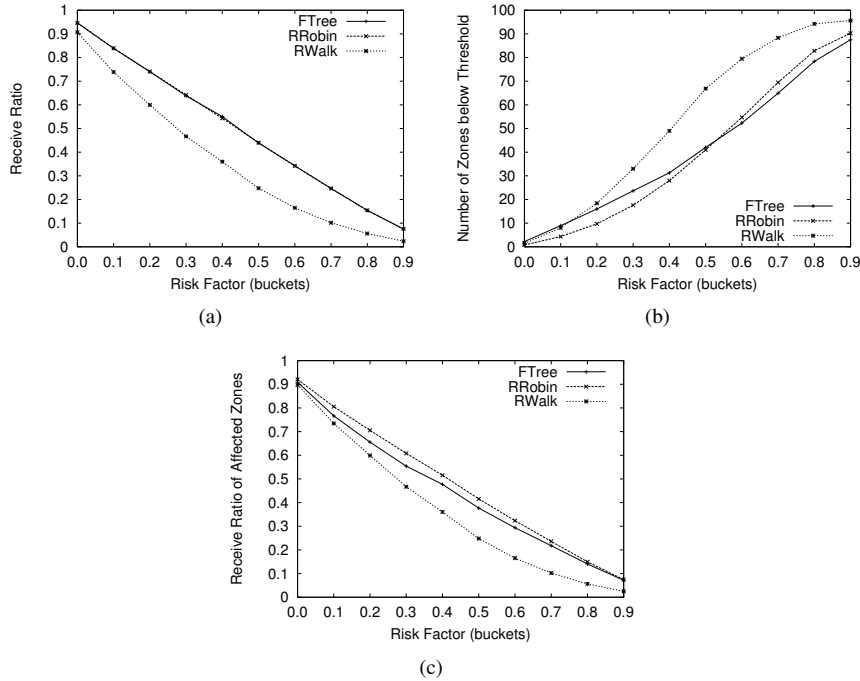 1
0.9
0.8
0.7
0.6
0.5
0.4
0.3
0.2
0.1
0
Receive Ratio
FTree
RRobin
RWalk
0.0 0.1 0.2 0.3 0.4 0.5 0.6 0.7 0.8 0.9
Risk Factor (buckets)
(a)
100
90
80
70
60
50
40
30
20
10
0
Number of Zones below Threshold
FTree
RRobin
RWalk
0.0 0.1 0.2 0.3 0.4 0.5 0.6 0.7 0.8 0.9
Risk Factor (buckets)
(b)
1
0.9
0.8
0.7
0.6
0.5
0.4
0.3
0.2
0.1
0
Receive Ratio of Affected Zones
FTree
RRobin
RWalk
0.0 0.1 0.2 0.3 0.4 0.5 0.6 0.7 0.8 0.9
Risk Factor (buckets)
(c)